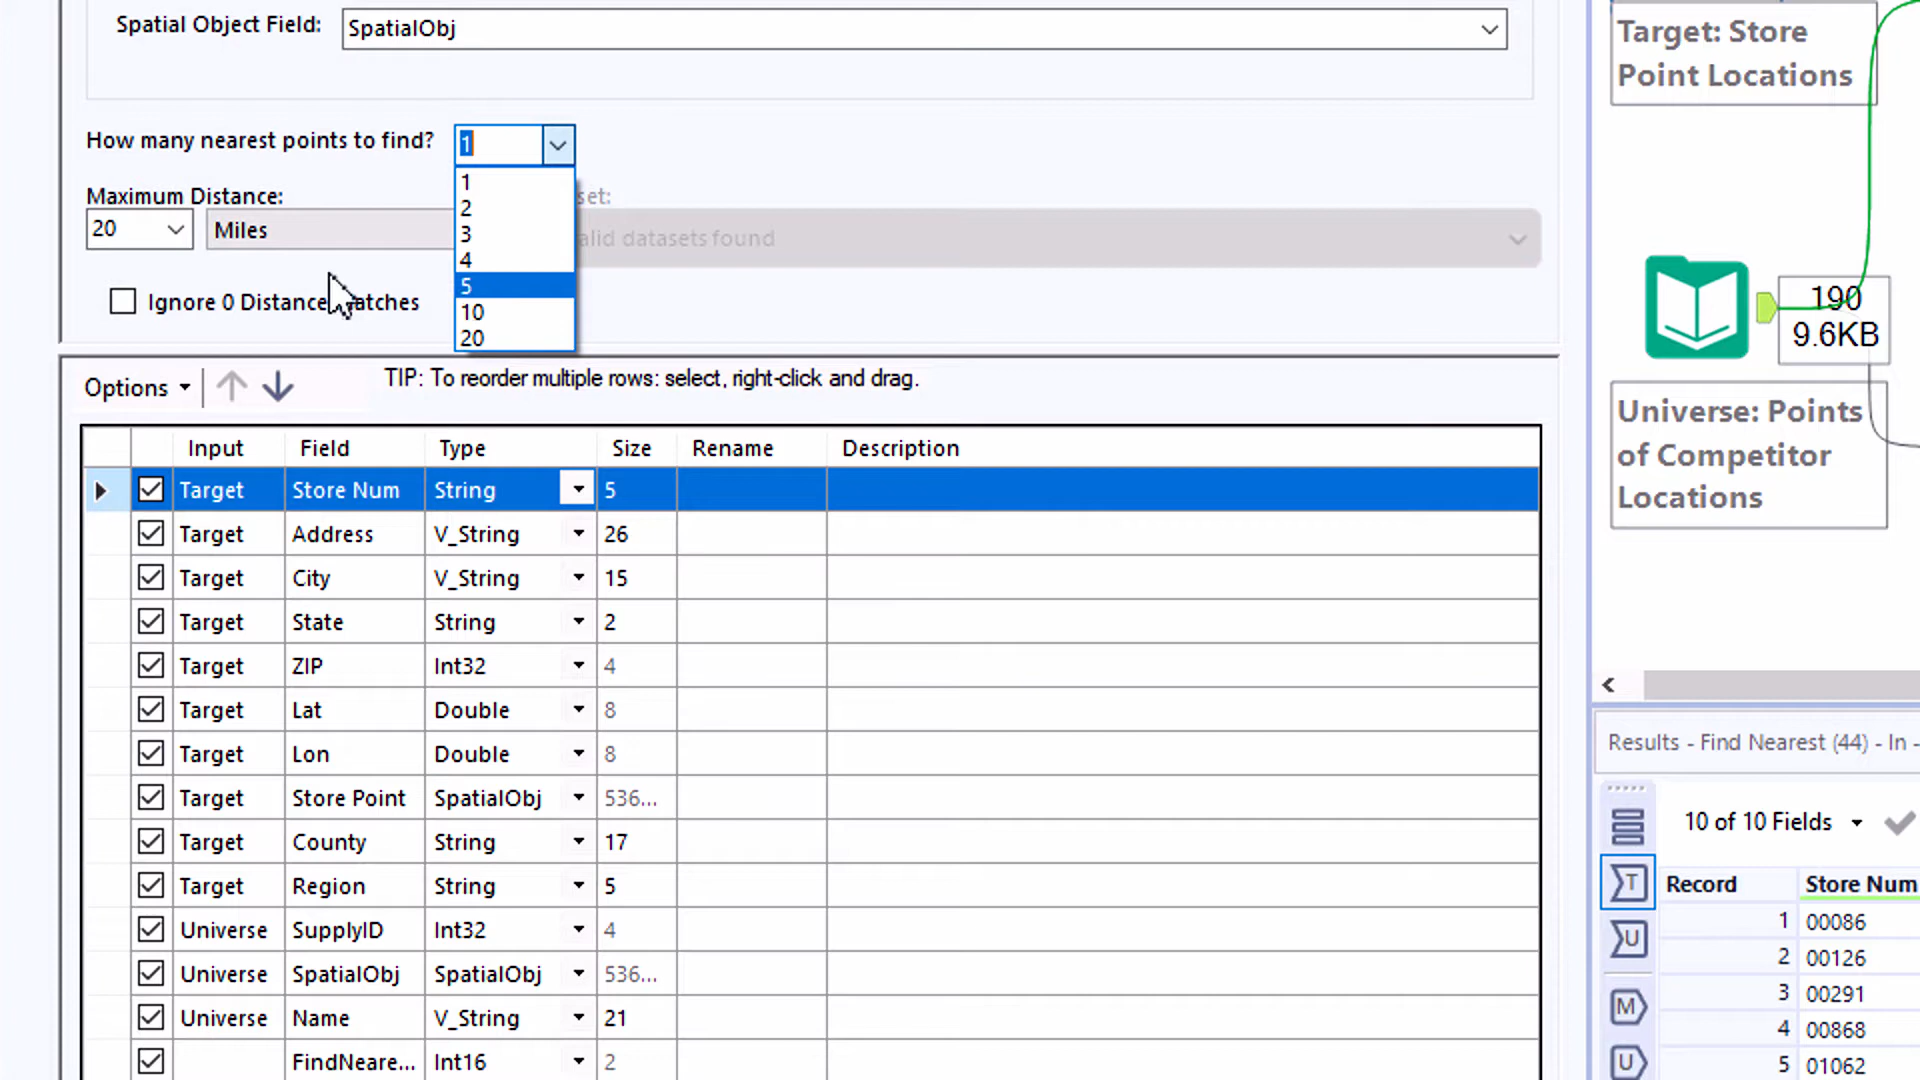 Spatial Object Field: SpatialObj
How many nearest points to find? 1
1
2
3
4
5
10
20
Maximum Distance: set:
20 Miles alid datasets found
Ignore 0 Distance atches
Options TIP: To reorder multiple rows: select, right-click and drag.
Input Field Type Size Rename Description
Target Store Num String 5
Target Address V_String 26
Target City V_String 15
Target State String 2
Target ZIP Int32 4
Target Lat Double 8
Target Lon Double 8
Target Store Point SpatialObj 536...
Target County String 17
Target Region String 5
Universe SupplyID Int32 4
Universe SpatialObj SpatialObj 536...
Universe Name V_String 21
FindNeare... Int16 2
Target: Store
Point Locations
190
9.6KB
Universe: Points
of Competitor
Locations
Results - Find Nearest (44) - In -
10 of 10 Fields
T
U
M
U
Record Store Num
1 00086
2 00126
3 00291
4 00868
5 01062